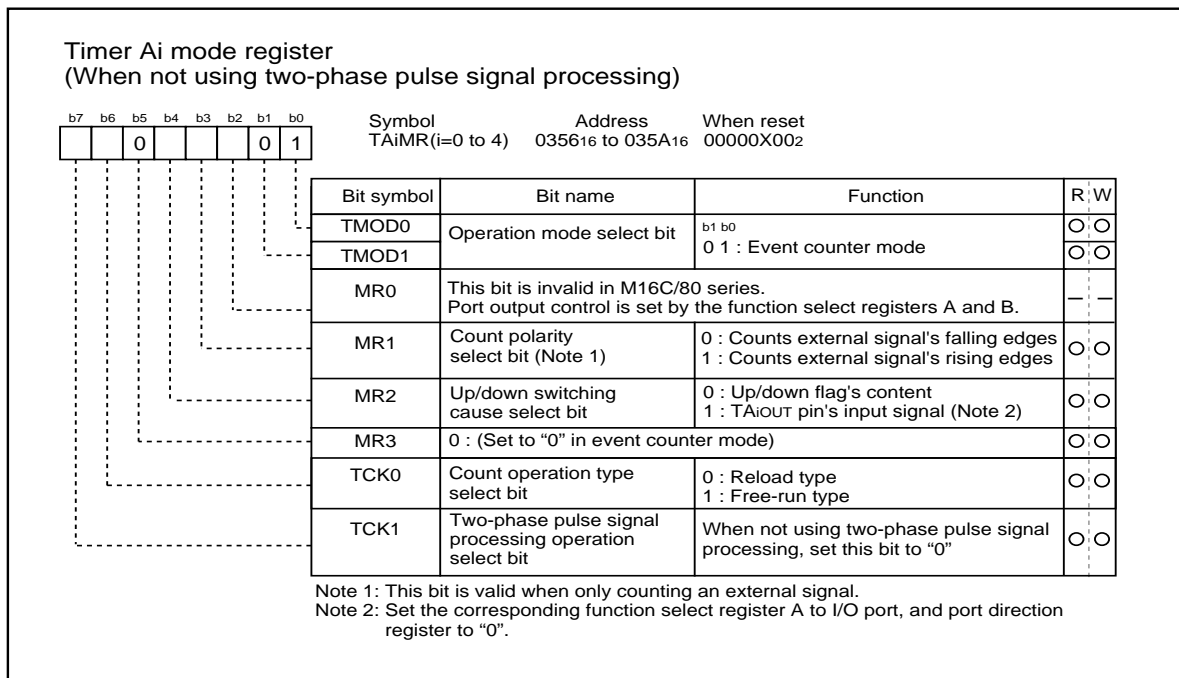 Timer Ai mode register
(When not using two-phase pulse signal processing)
b7 b6 b5 b4 b3 b2 b1 b0
0 0 1
Symbol Address When reset
TAiMR(i=0 to 4) 035616 to 035A16 00000X002
Bit symbol Bit name Function R W
TMOD0
TMOD1
Operation mode select bit
b1 b0
0 1 : Event counter mode
MR0
This bit is invalid in M16C/80 series.
Port output control is set by the function select registers A and B.
– –
MR1
Count polarity
select bit (Note 1)
0 : Counts external signal's falling edges
1 : Counts external signal's rising edges
MR2
Up/down switching
cause select bit
0 : Up/down flag's content
1 : TAiOUT pin's input signal (Note 2)
MR3
0 : (Set to “0” in event counter mode)
TCK0
Count operation type
select bit
0 : Reload type
1 : Free-run type
TCK1
Two-phase pulse signal
processing operation
select bit
When not using two-phase pulse signal
processing, set this bit to “0”
Note 1: This bit is valid when only counting an external signal.
Note 2: Set the corresponding function select register A to I/O port, and port direction
register to “0”.